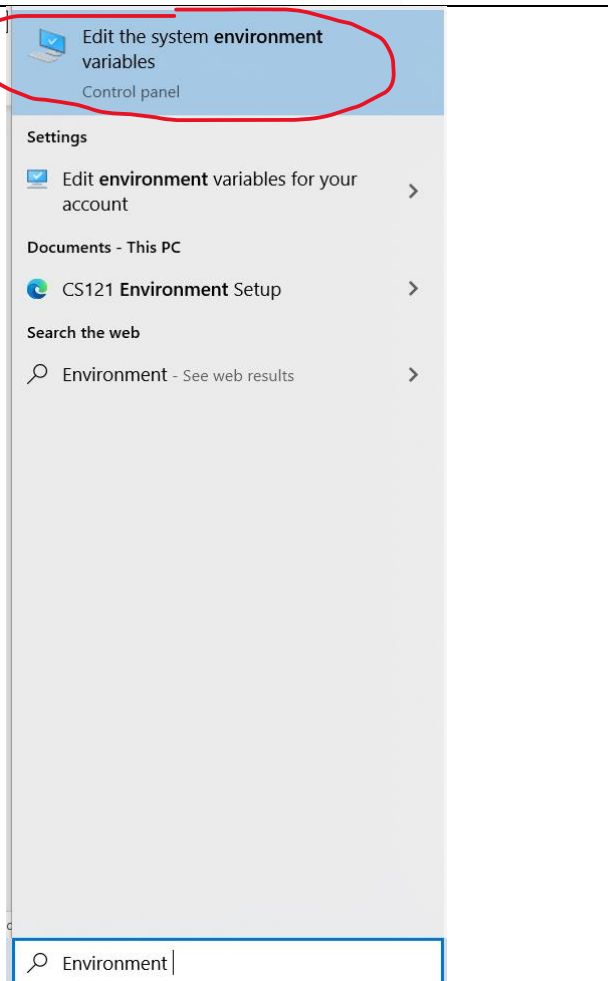 Edit the system environment
variables
Control panel
Settings
Edit environment variables for your
account
Documents - This PC
CS121 Environment Setup
Search the web
Environment - See web results
Environment